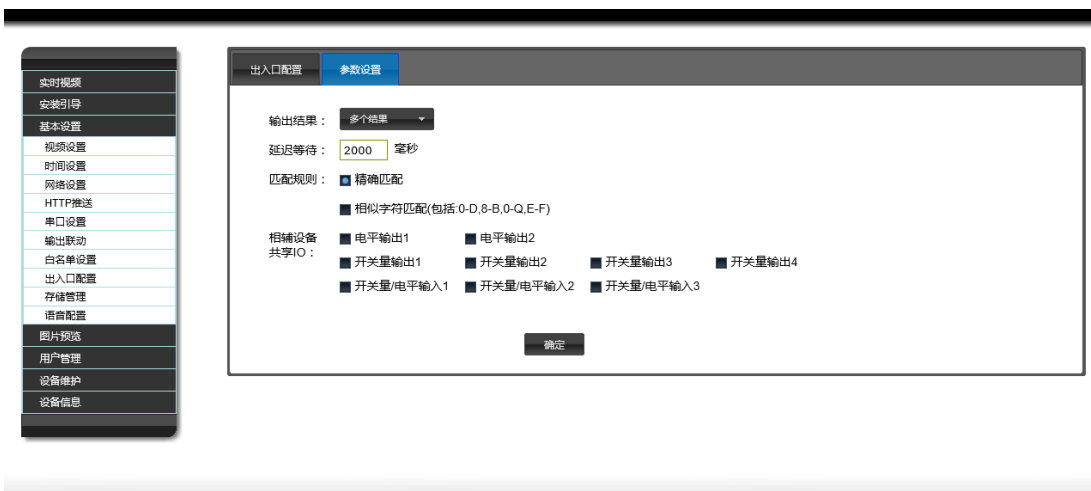 实时视频
安装引导
基本设置
视频设置
时间设置
网络设置
HTTP推送
串口设置
输出联动
白名单设置
出入口配置
存储管理
语音配置
图片预览
用户管理
设备维护
设备信息
出入口配置 参数设置
输出结果： 多个结果
延迟等待： 2000 毫秒
匹配规则： 精确匹配
相似字符匹配(包括:0-D,8-B,0-Q,E-F)
相辅设备 电平输出1 电平输出2
共享IO：
开关量输出1 开关量输出2 开关量输出3 开关量输出4
开关量/电平输入1 开关量/电平输入2 开关量/电平输入3
确定